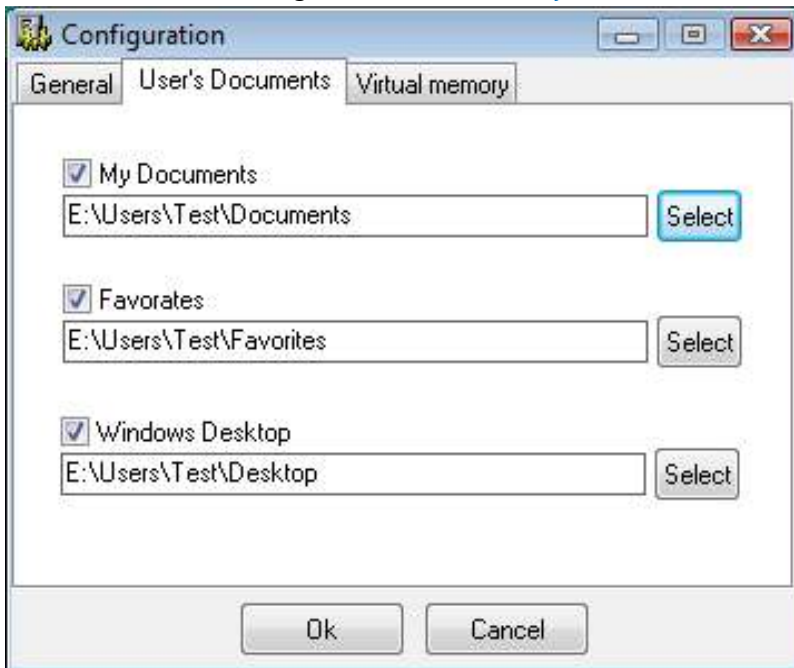 Configuration
General User's Documents Virtual memory
My Documents
E:\Users\Test\Documents Select
Favorates
E:\Users\Test\Favorites Select
Windows Desktop
E:\Users\Test\Desktop Select
Ok Cancel